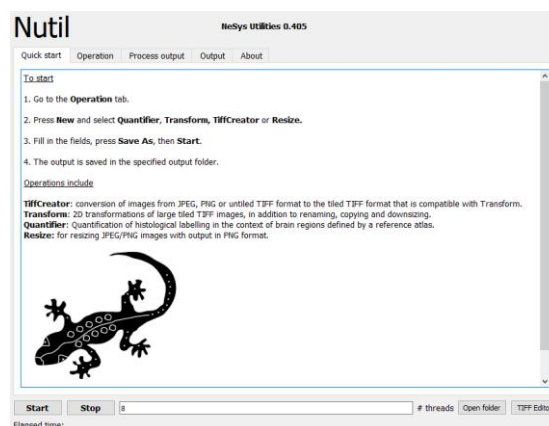 Nutil
NeSys Utilities 0.405
Quick start Operation Process output Output About
To start
1. Go to the Operation tab.
2. Press New and select Quantifier, Transform, TiffCreator or Resize.
3. Fill in the fields, press Save As, then Start.
4. The output is saved in the specified output folder.
Operations include
TiffCreator: conversion of images from JPEG, PNG or untiled TIFF format to the tiled TIFF format that is compatible with Transform.
Transform: 2D transformations of large tiled TIFF images, in addition to renaming, copying and downsizing.
Quantifier: Quantification of histological labelling in the context of brain regions defined by a reference atlas.
Resize: for resizing JPEG/PNG images with output in PNG format.
Start Stop 8 # threads Open folder TIFF Edito
Elapsed time: